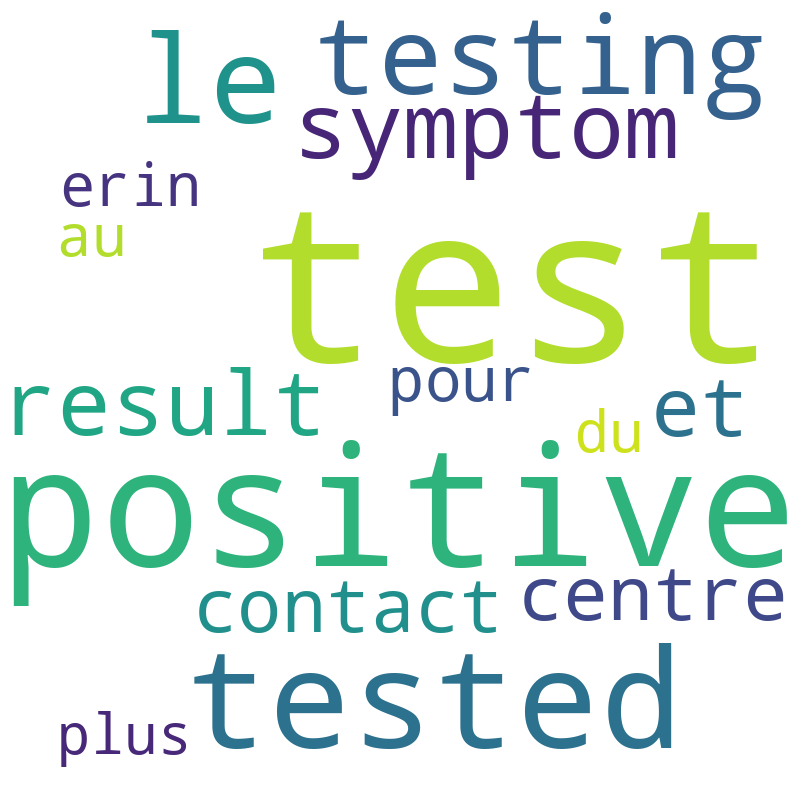 le testing
symptom
erin
au
test
result pour
du et
positive
contact centre
tested
plus